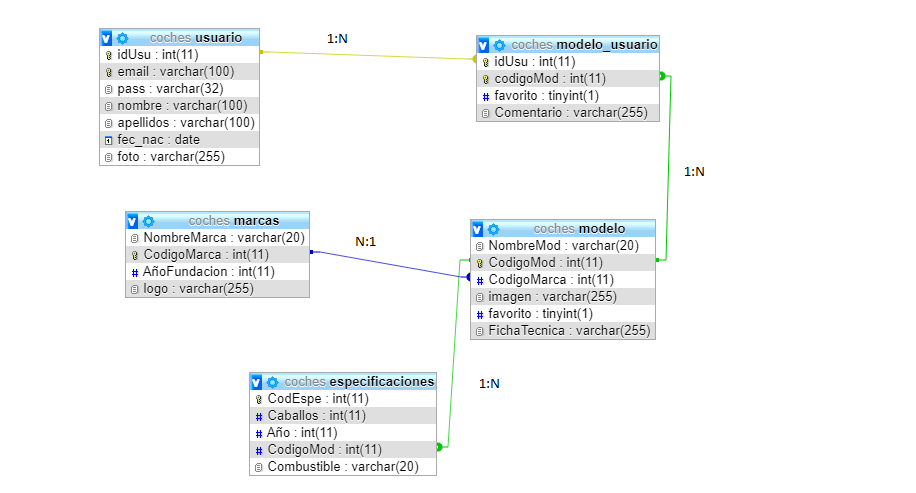 coches usuario
idUsu : int(11)
email : varchar(100)
pass : varchar(32)
nombre : varchar(100)
apellidos : varchar(100)
fec_nac : date
foto : varchar(255)
1:N
coches modelo_usuario
idUsu : int(11)
codigoMod : int(11)
favorito : tinyint(1)
Comentario : varchar(255)
1:N
coches marcas
NombreMarca : varchar(20)
CodigoMarca : int(11)
AñoFundacion : int(11)
logo : varchar(255)
N:1
coches modelo
NombreMod : varchar(20)
CodigoMod : int(11)
CodigoMarca : int(11)
imagen : varchar(255)
favorito : tinyint(1)
FichaTecnica : varchar(255)
coches especificaciones
CodEspe : int(11)
Caballos : int(11)
Año : int(11)
CodigoMod : int(11)
Combustible : varchar(20)
1:N